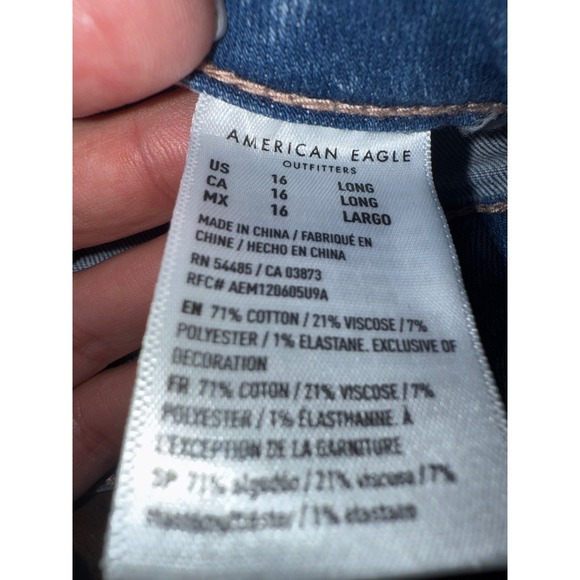 AMERICAN EAGLE
OUTFITTERS
US 16 LONG
CA 16 LONG
MX 16 LARGO
MADE IN CHINA / FABRIQUÉ EN
CHINE / HECHO EN CHINA
RN 54485 / CA 03873
RFC# AEM120605U9A
EN 71% COTTON / 21% VISCOSE / 7%
POLYESTER / 1% ELASTANE. EXCLUSIVE OF
DECORATION
FR 71% COTON / 21% VISCOSE / 7%
POLYESTER / 1% ÉLASTHANNE. À
L'EXCEPTION DE LA GARNITURE
SP 71% algodão / 21% viscosa / 7%
/ 1% elastano